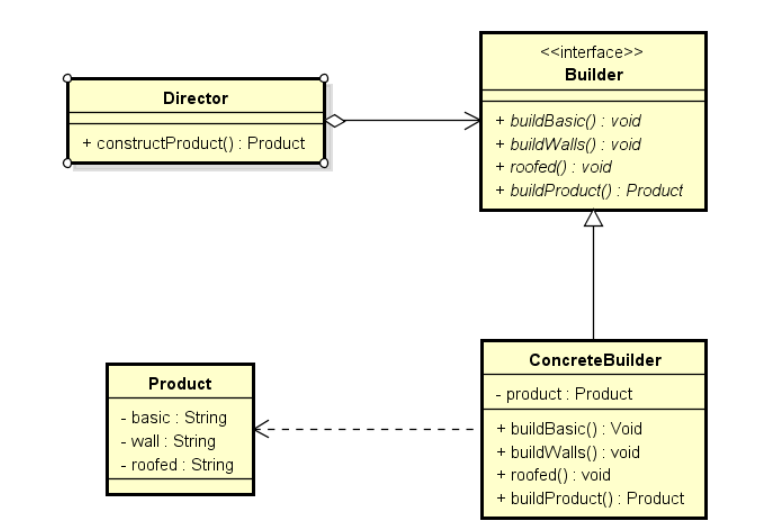 Director
+ constructProduct() : Product
<<interface>>
Builder
+ buildBasic() : void
+ buildWalls() : void
+ roofed() : void
+ buildProduct() : Product
Product
- basic : String
- wall : String
- roofed : String
ConcreteBuilder
- product : Product
+ buildBasic() : Void
+ buildWalls() : void
+ roofed() : void
+ buildProduct() : Product